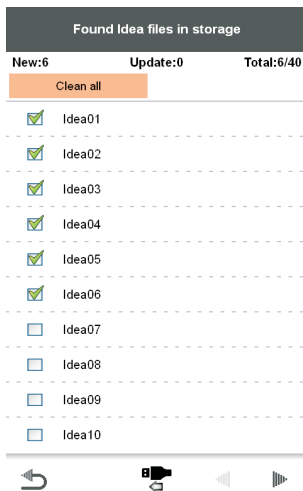 Found Idea files in storage
New:6 Update:0 Total:6/40
Clean all
Idea01
Idea02
Idea03
Idea04
Idea05
Idea06
Idea07
Idea08
Idea09
Idea10